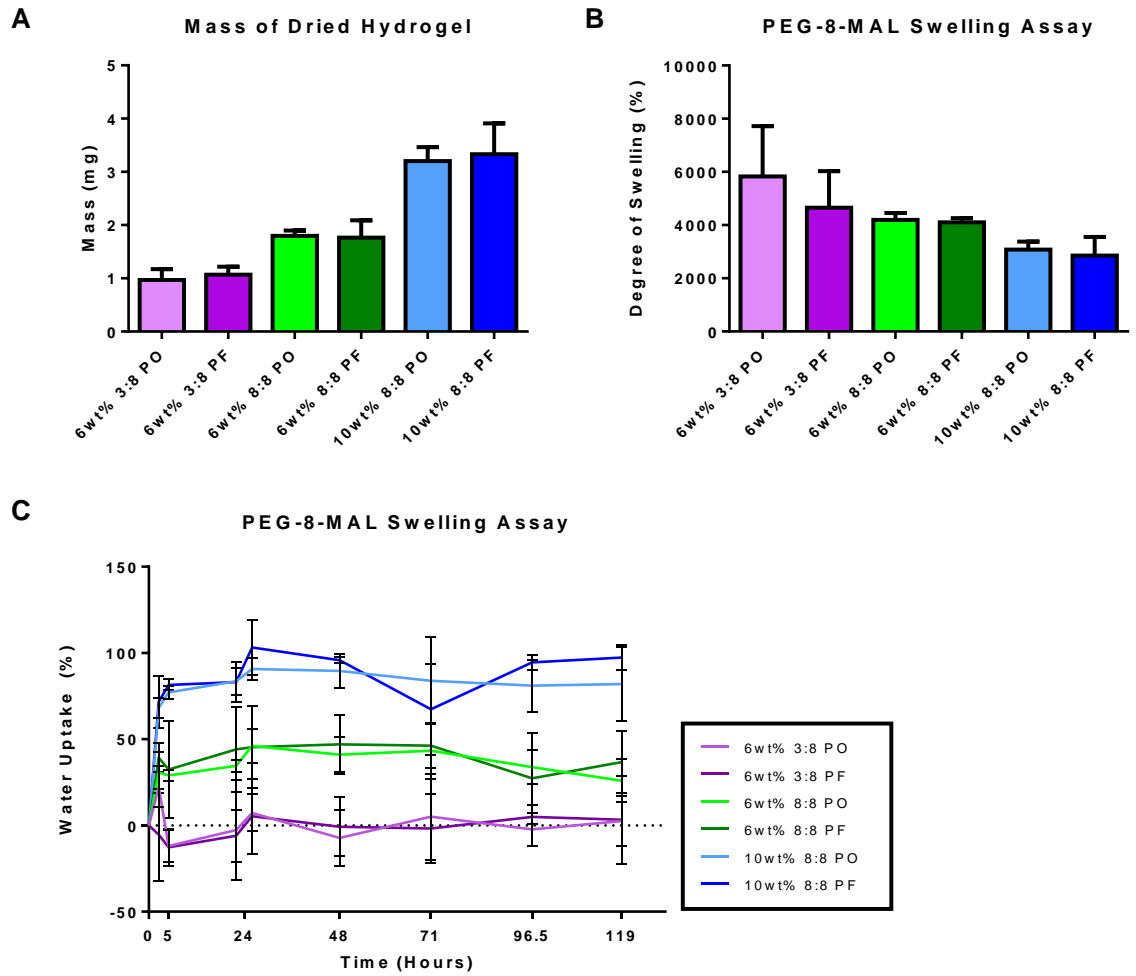 A
Mass of Dried Hydrogel
Mass (mg)
5
4
3
2
1
0
6wt% 3:8 PO
6wt% 3:8 PF
6wt% 8:8 PO
6wt% 8:8 PF
10wt% 8:8 PO
10wt% 8:8 PF
B
PEG-8-MAL Swelling Assay
Degree of Swelling (%)
10000
8000
6000
4000
2000
0
6wt% 3:8 PO
6wt% 3:8 PF
6wt% 8:8 PO
6wt% 8:8 PF
10wt% 8:8 PO
10wt% 8:8 PF
C
PEG-8-MAL Swelling Assay
Water Uptake (%)
150
100
50
0
-50
0 5 24 48 71 96.5 119
Time (Hours)
6wt% 3:8 PO
6wt% 3:8 PF
6wt% 8:8 PO
6wt% 8:8 PF
10wt% 8:8 PO
10wt% 8:8 PF